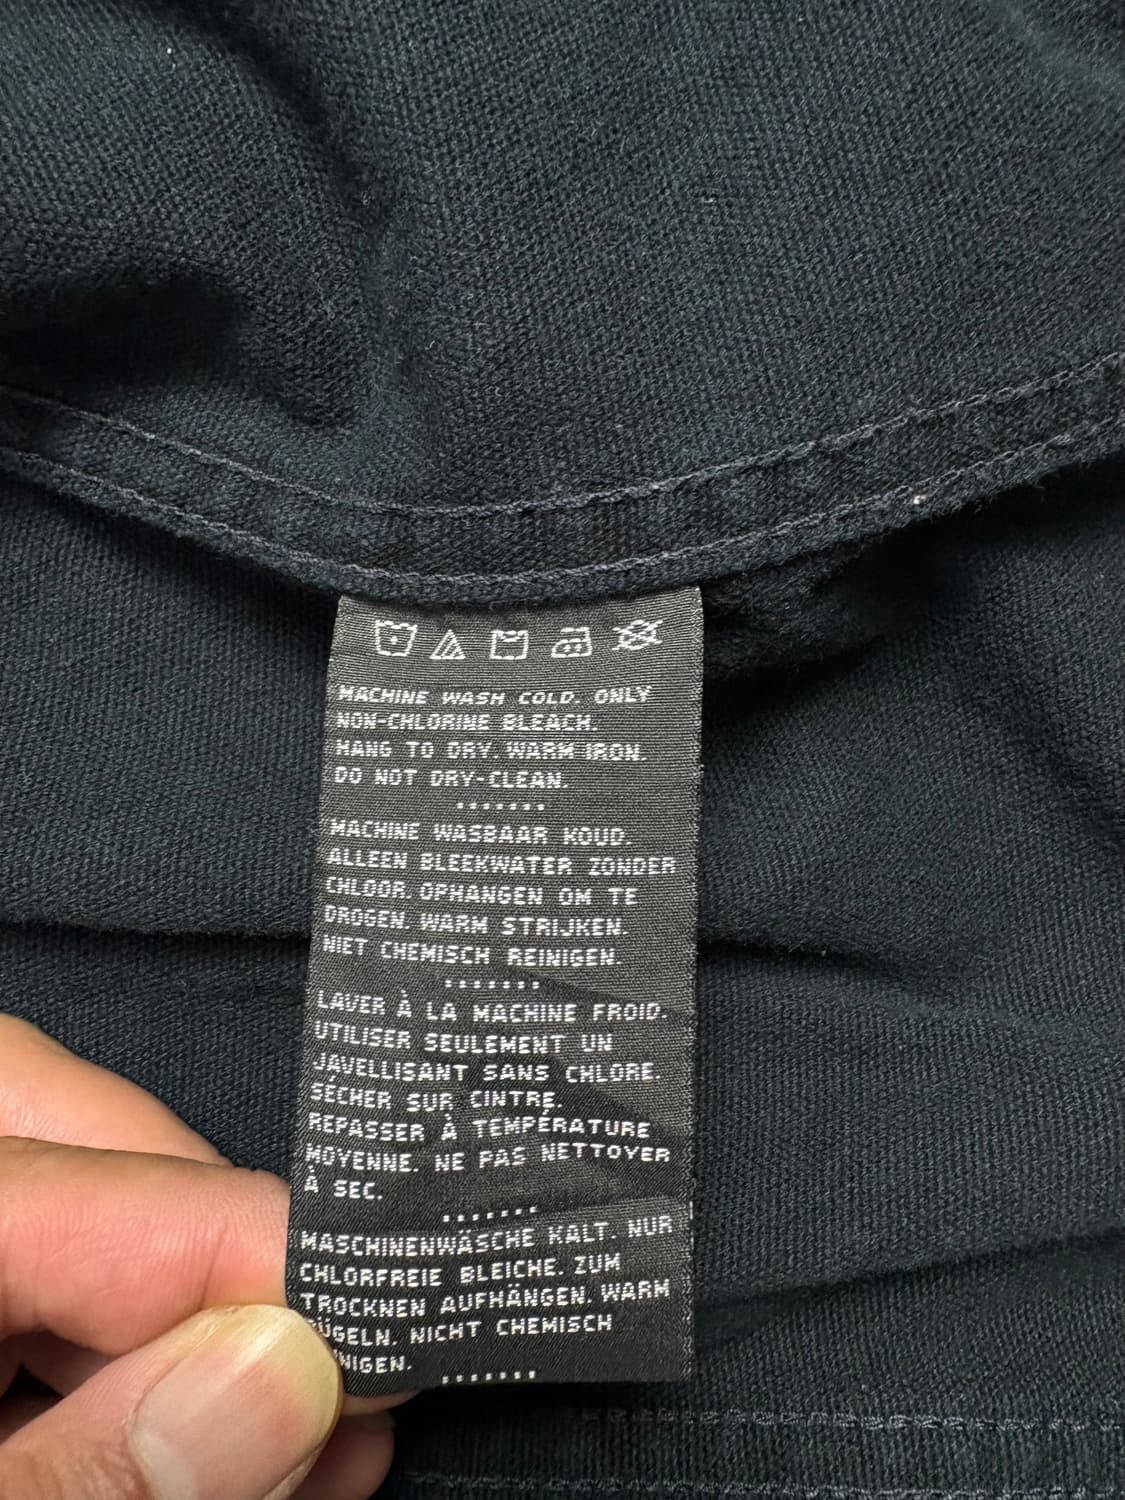 MACHINE WASH COLD. ONLY
NON-CHLORINE BLEACH.
HANG TO DRY. WARM IRON.
DO NOT DRY-CLEAN.
MACHINE WASBAAR KOUD.
ALLEEN BLEEKWATER ZONDER
CHLOOR. OPHANGEN OM TE
DROGEN. WARM STRIJKEN.
NIET CHEMISCH REINIGEN.
LAVER À LA MACHINE FROID.
UTILISER SEULEMENT UN
JAVELLISANT SANS CHLORE.
SÉCHER SUR CINTRE.
REPASSER À TEMPÉRATURE
MOYENNE. NE PAS NETTOYER
À SEC.
MASCHINENWÄSCHE KALT. NUR
CHLORFREIE BLEICHE. ZUM
TROCKNEN AUFHÄNGEN. WARM
BÜGELN. NICHT CHEMISCH